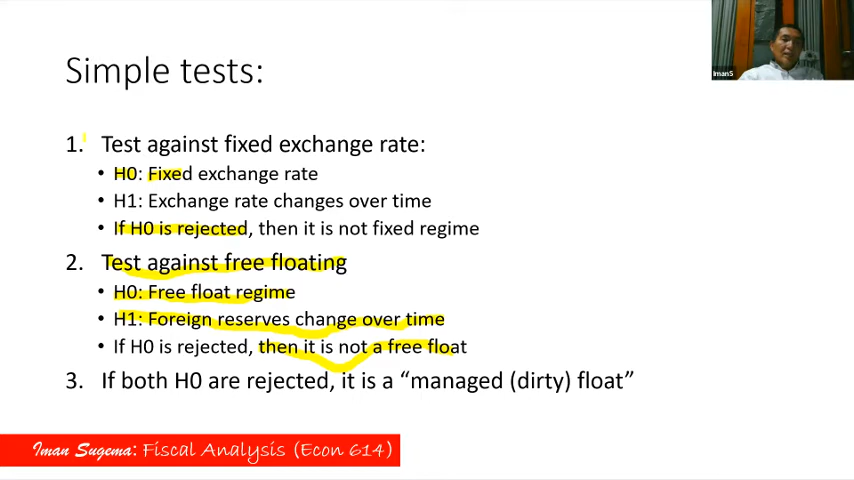 Simple tests:
ImanS
1. Test against fixed exchange rate:
• H0: Fixed exchange rate
• H1: Exchange rate changes over time
• If H0 is rejected, then it is not fixed regime
2. Test against free floating
• H0: Free float regime
• H1: Foreign reserves change over time
• If H0 is rejected, then it is not a free float
3. If both H0 are rejected, it is a “managed (dirty) float”
Iman Sugema: Fiscal Analysis (Econ 614)